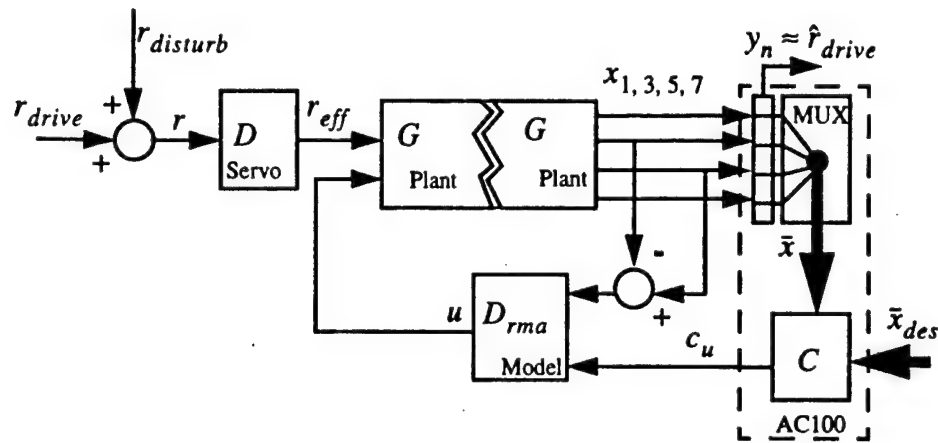 r_disturb
y_n ≈ r̂_drive
x_1, 3, 5, 7
r_drive
+
+
r
D
Servo
r_eff
G
Plant
G
Plant
MUX
x̄
-
+
u
D_rma
Model
c_u
C
x̄_des
AC100